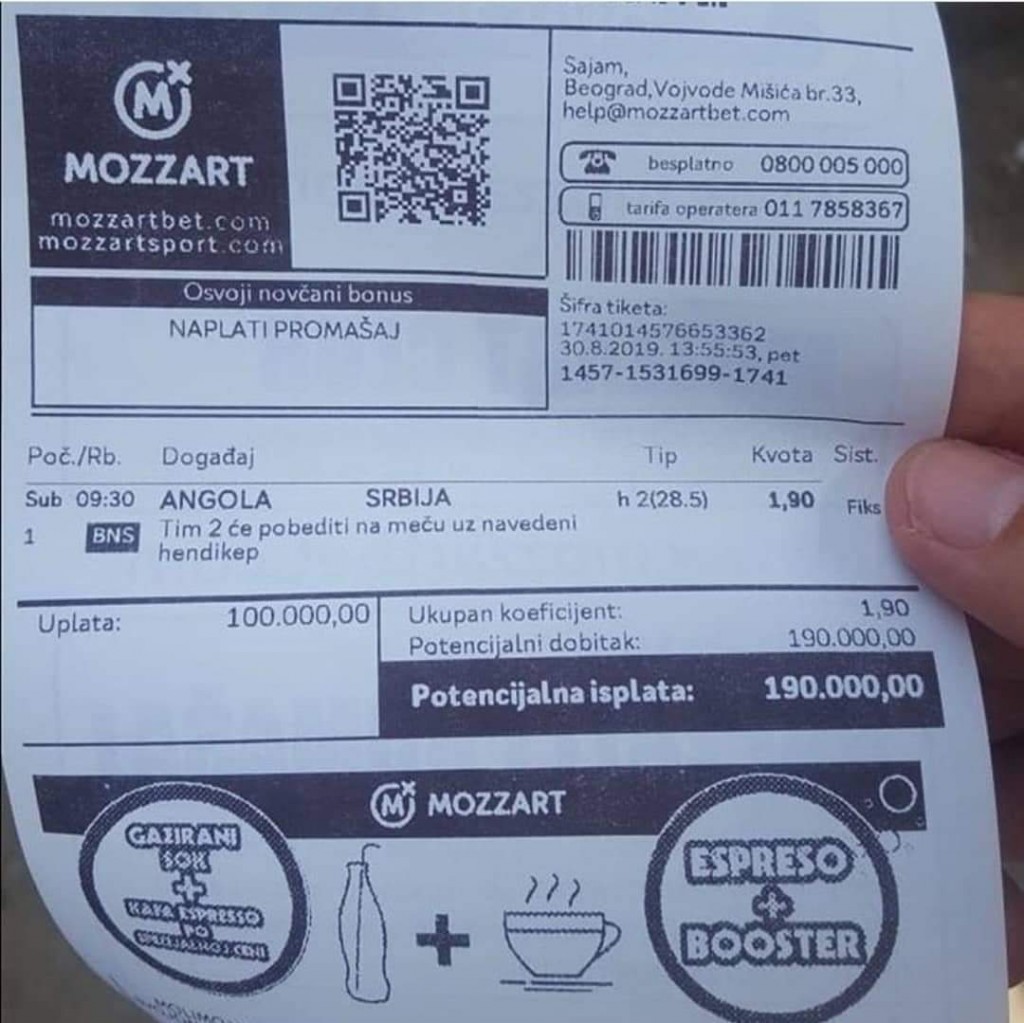 MOZZART
mozzartbet.com
mozzartsport.com
Sajam,
Beograd,Vojvode Mišića br.33,
help@mozzartbet.com
besplatno 0800 005 000
tarifa operatera 011 7858367
Osvoji novčani bonus
NAPLATI PROMAŠAJ
Šifra tiketa:
1741014576653362
30.8.2019. 13:55:53, pet
1457-1531699-1741
Poč./Rb. Događaj Tip Kvota Sist.
Sub 09:30 ANGOLA SRBIJA h 2(28.5) 1,90 Fiks
1 BNS Tim 2 će pobediti na meču uz navedeni
hendikep
Uplata: 100.000,00
Ukupan koeficijent: 1,90
Potencijalni dobitak: 190.000,00
Potencijalna isplata: 190.000,00
MOZZART
GAZIRANI
SOK
+
KAFA ESPRESSO
PO
SPECIJALNOJ CENI
+
ESPRESO
+
BOOSTER